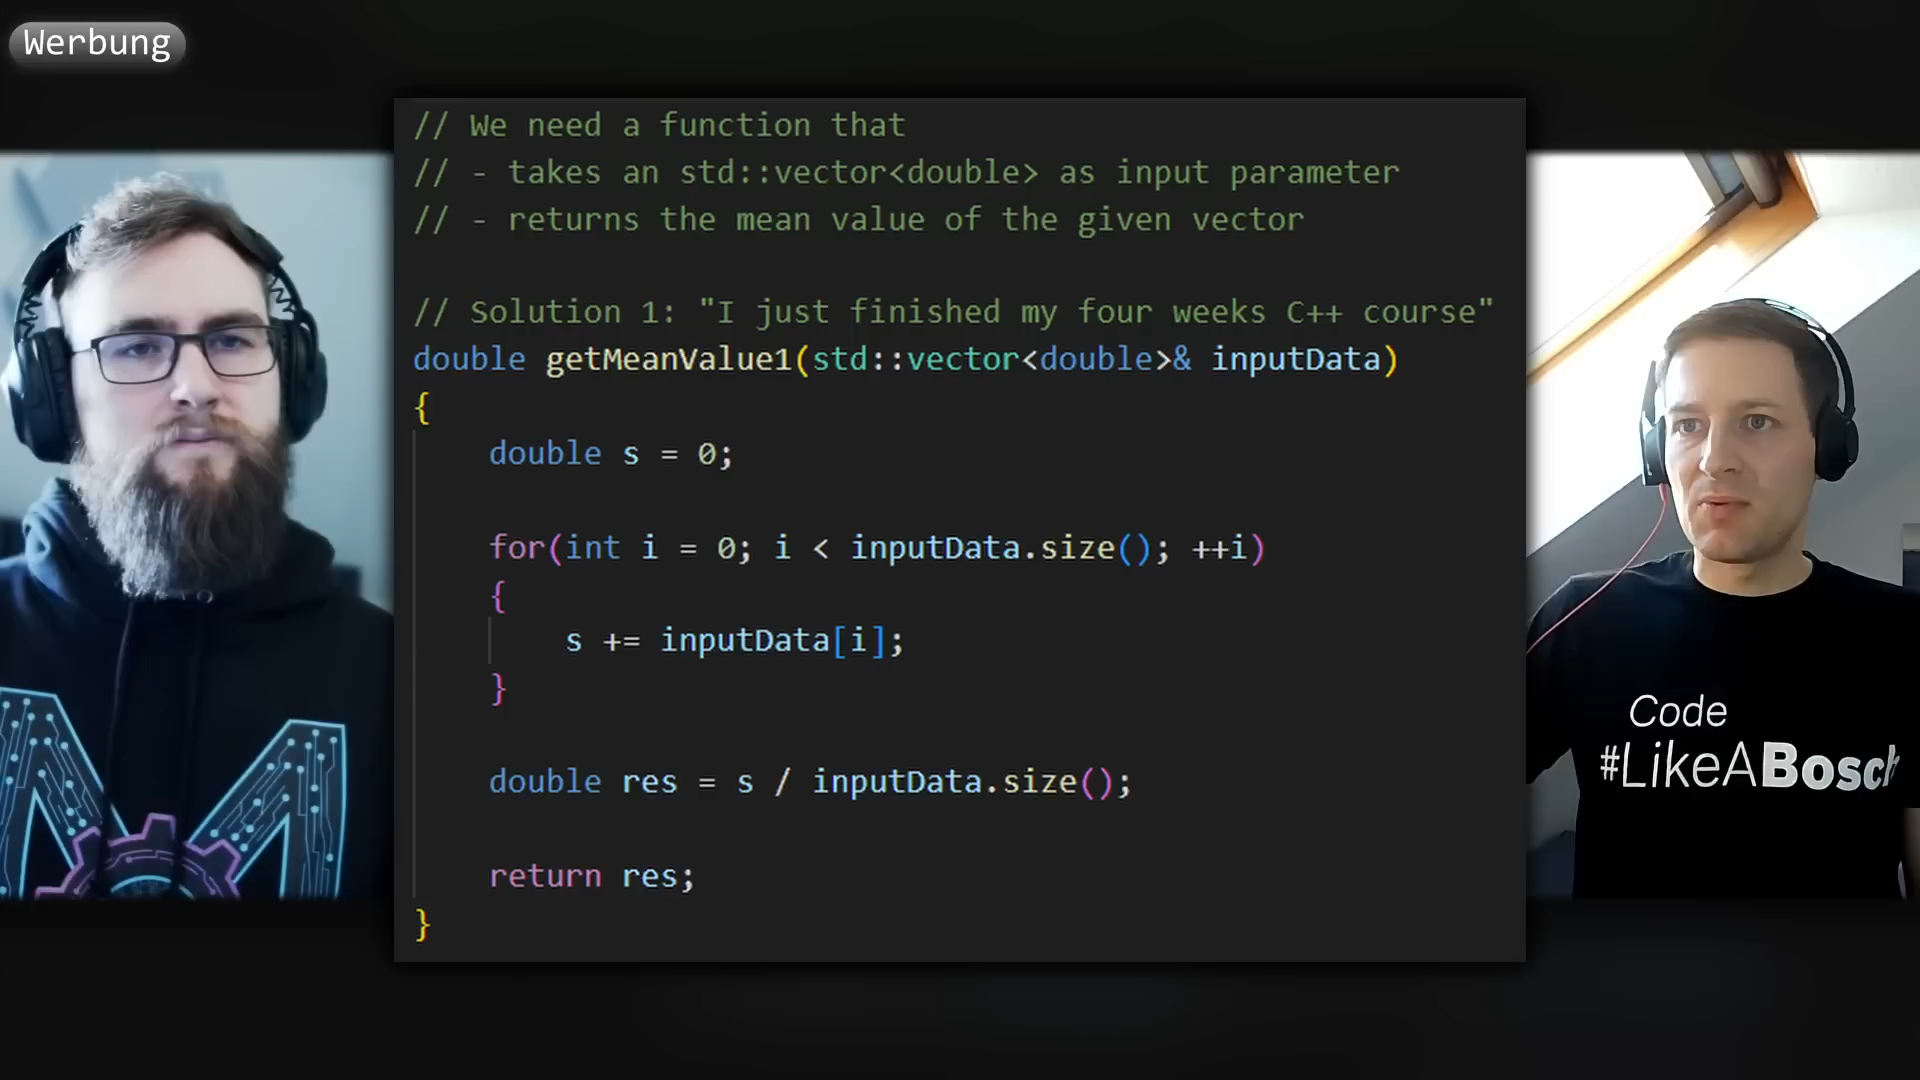 Werbung
// We need a function that
// - takes an std::vector<double> as input parameter
// - returns the mean value of the given vector
// Solution 1: "I just finished my four weeks C++ course"
double getMeanValue1(std::vector<double>& inputData)
{
    double s = 0;
    for(int i = 0; i < inputData.size(); ++i)
    {
        s += inputData[i];
    }
    double res = s / inputData.size();
    return res;
}
Code
#LikeABosch